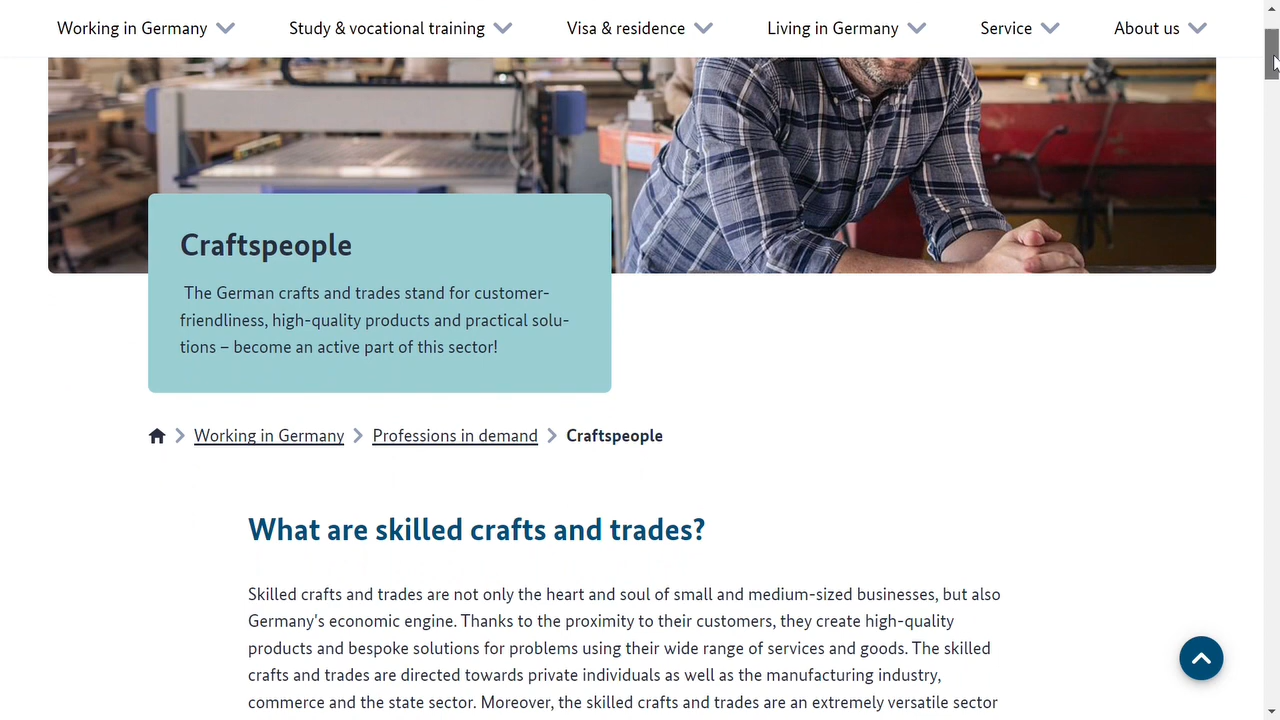 Working in Germany Study & vocational training Visa & residence Living in Germany Service About us
Craftspeople
The German crafts and trades stand for customer-
friendliness, high-quality products and practical solu-
tions – become an active part of this sector!
Working in Germany Professions in demand Craftspeople
What are skilled crafts and trades?
Skilled crafts and trades are not only the heart and soul of small and medium-sized businesses, but also
Germany's economic engine. Thanks to the proximity to their customers, they create high-quality
products and bespoke solutions for problems using their wide range of services and goods. The skilled
crafts and trades are directed towards private individuals as well as the manufacturing industry,
commerce and the state sector. Moreover, the skilled crafts and trades are an extremely versatile sector